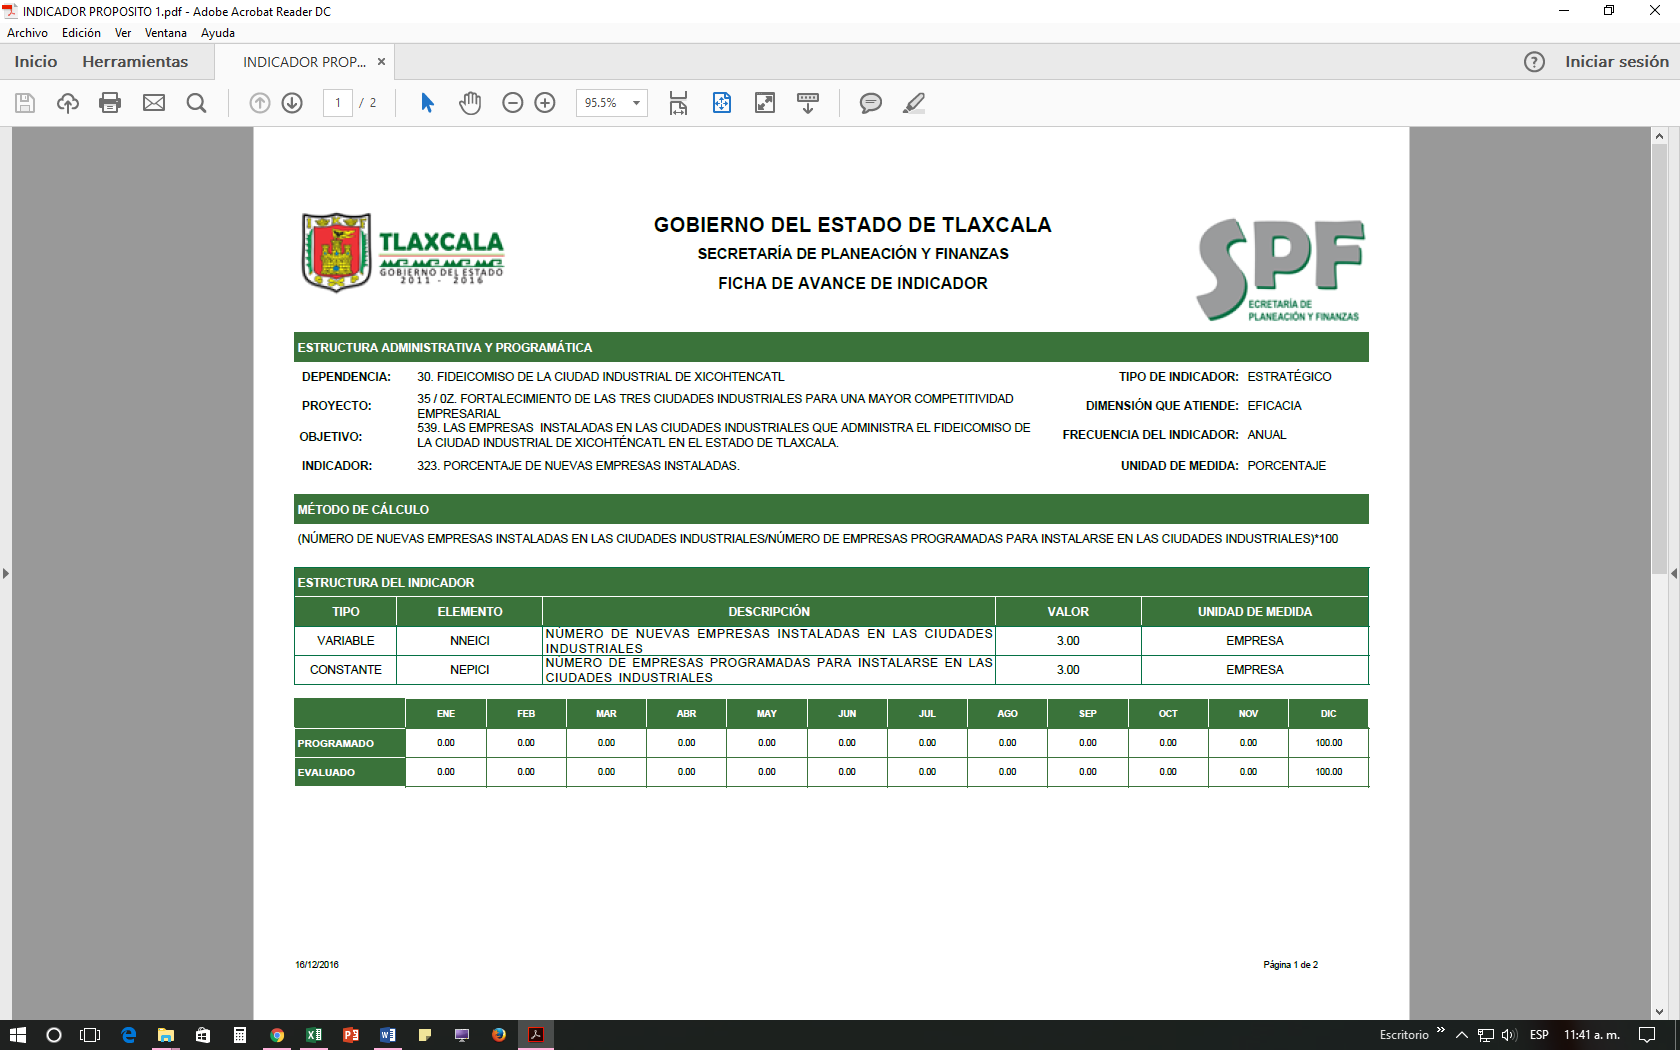 INDICADOR PROPOSITO 1.pdf - Adobe Acrobat Reader DC
Archivo Edición Ver Ventana Ayuda
Inicio Herramientas INDICADOR PROP... × ? Iniciar sesión
1 / 2 95.5%
TLAXCALA
GOBIERNO DEL ESTADO
2011 - 2016
GOBIERNO DEL ESTADO DE TLAXCALA
SECRETARÍA DE PLANEACIÓN Y FINANZAS
FICHA DE AVANCE DE INDICADOR
SPF
ECRETARÍA DE
PLANEACIÓN Y FINANZAS
ESTRUCTURA ADMINISTRATIVA Y PROGRAMÁTICA
DEPENDENCIA: 30. FIDEICOMISO DE LA CIUDAD INDUSTRIAL DE XICOHTENCATL TIPO DE INDICADOR: ESTRATÉGICO
PROYECTO: 35 / 0Z. FORTALECIMIENTO DE LAS TRES CIUDADES INDUSTRIALES PARA UNA MAYOR COMPETITIVIDAD
EMPRESARIAL DIMENSIÓN QUE ATIENDE: EFICACIA
OBJETIVO: 539. LAS EMPRESAS INSTALADAS EN LAS CIUDADES INDUSTRIALES QUE ADMINISTRA EL FIDEICOMISO DE
LA CIUDAD INDUSTRIAL DE XICOHTÉNCATL EN EL ESTADO DE TLAXCALA. FRECUENCIA DEL INDICADOR: ANUAL
INDICADOR: 323. PORCENTAJE DE NUEVAS EMPRESAS INSTALADAS. UNIDAD DE MEDIDA: PORCENTAJE
MÉTODO DE CÁLCULO
(NÚMERO DE NUEVAS EMPRESAS INSTALADAS EN LAS CIUDADES INDUSTRIALES/NÚMERO DE EMPRESAS PROGRAMADAS PARA INSTALARSE EN LAS CIUDADES INDUSTRIALES)*100
ESTRUCTURA DEL INDICADOR
TIPO ELEMENTO DESCRIPCIÓN VALOR UNIDAD DE MEDIDA
VARIABLE NNEICI NÚMERO DE NUEVAS EMPRESAS INSTALADAS EN LAS CIUDADES
INDUSTRIALES 3.00 EMPRESA
CONSTANTE NEPICI NÚMERO DE EMPRESAS PROGRAMADAS PARA INSTALARSE EN LAS
CIUDADES INDUSTRIALES 3.00 EMPRESA
ENE FEB MAR ABR MAY JUN JUL AGO SEP OCT NOV DIC
PROGRAMADO 0.00 0.00 0.00 0.00 0.00 0.00 0.00 0.00 0.00 0.00 0.00 100.00
EVALUADO 0.00 0.00 0.00 0.00 0.00 0.00 0.00 0.00 0.00 0.00 0.00 100.00
16/12/2016 Página 1 de 2
Escritorio » ESP 11:41 a. m.